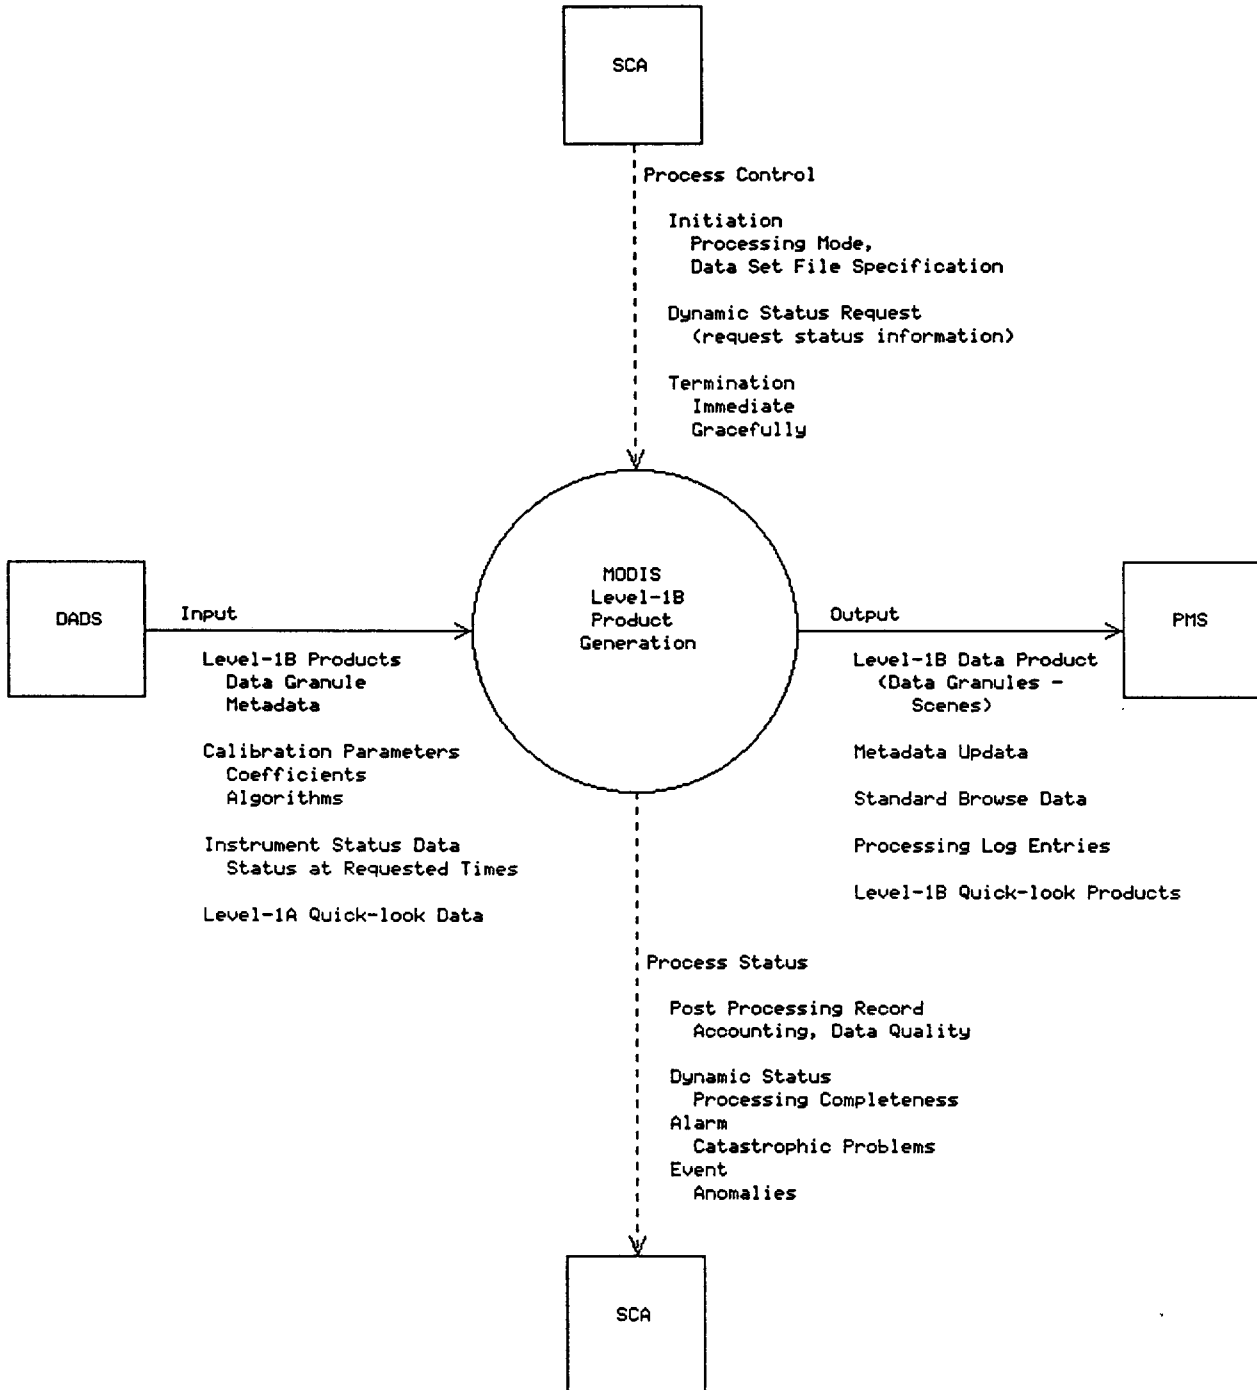 SCA
Process Control
Initiation
Processing Mode,
Data Set File Specification
Dynamic Status Request
(request status information)
Termination
Immediate
Gracefully
DADS
Input
Level-1B Products
Data Granule
Metadata
Calibration Parameters
Coefficients
Algorithms
Instrument Status Data
Status at Requested Times
Level-1A Quick-look Data
MODIS
Level-1B
Product
Generation
Output
Level-1B Data Product
(Data Granules -
Scenes)
Metadata Updata
Standard Browse Data
Processing Log Entries
Level-1B Quick-look Products
PMS
Process Status
Post Processing Record
Accounting, Data Quality
Dynamic Status
Processing Completeness
Alarm
Catastrophic Problems
Event
Anomalies
SCA